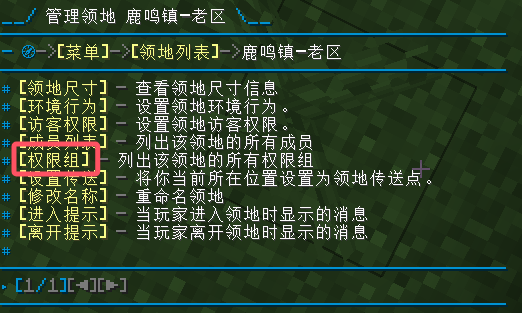 __/ 管理领地 鹿鸣镇-老区 \__
->[菜单]->[领地列表]->鹿鸣镇-老区
# [领地尺寸] - 查看领地尺寸信息
# [环境行为] - 设置领地环境行为。
# [访客权限] - 设置领地访客权限。
# [成员列表] - 列出该领地的所有成员
# [权限组] - 列出该领地的所有权限组
# [设置传送] - 将你当前所在位置设置为领地传送点。
# [修改名称] - 重命名领地
# [进入提示] - 当玩家进入领地时显示的消息
# [离开提示] - 当玩家离开领地时显示的消息
#
▸ [1/1][◀][▶]